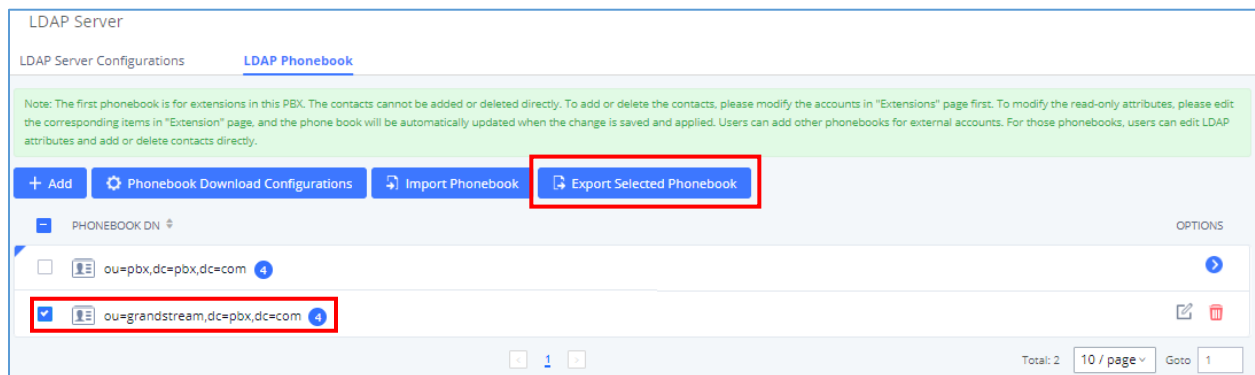 LDAP Server
LDAP Server Configurations LDAP Phonebook
Note: The first phonebook is for extensions in this PBX. The contacts cannot be added or deleted directly. To add or delete the contacts, please modify the accounts in "Extensions" page first. To modify the read-only attributes, please edit
the corresponding items in "Extension" page, and the phone book will be automatically updated when the change is saved and applied. Users can add other phonebooks for external accounts. For those phonebooks, users can edit LDAP
attributes and add or delete contacts directly.
+ Add Phonebook Download Configurations Import Phonebook Export Selected Phonebook
PHONEBOOK DN OPTIONS
ou=pbx,dc=pbx,dc=com 4
ou=grandstream,dc=pbx,dc=com 4
1 Total: 2 10 / page Goto 1